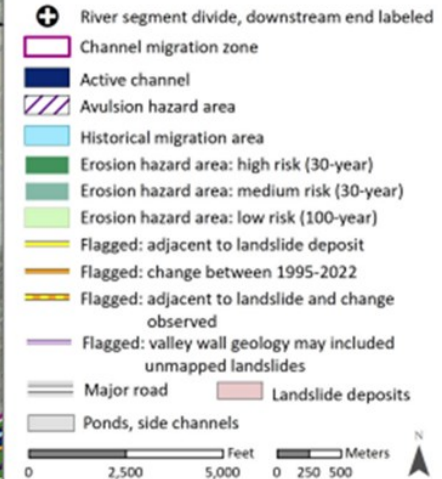 River segment divide, downstream end labeled
Channel migration zone
Active channel
Avulsion hazard area
Historical migration area
Erosion hazard area: high risk (30-year)
Erosion hazard area: medium risk (30-year)
Erosion hazard area: low risk (100-year)
Flagged: adjacent to landslide deposit
Flagged: change between 1995-2022
Flagged: adjacent to landslide and change
observed
Flagged: valley wall geology may included
unmapped landslides
Major road Landslide deposits
Ponds, side channels
N
Feet Meters
0 2,500 5,000 0 250 500